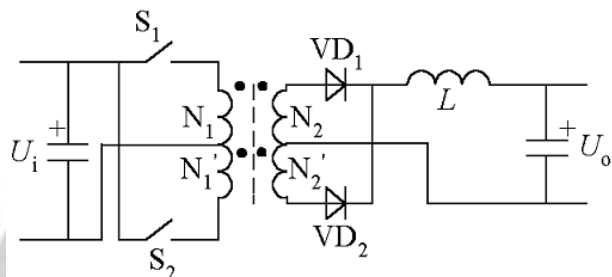 S₁
VD₁
+
Uᵢ
N₁
N₂
L
+
Uₒ
N₁'
N₂'
S₂
VD₂